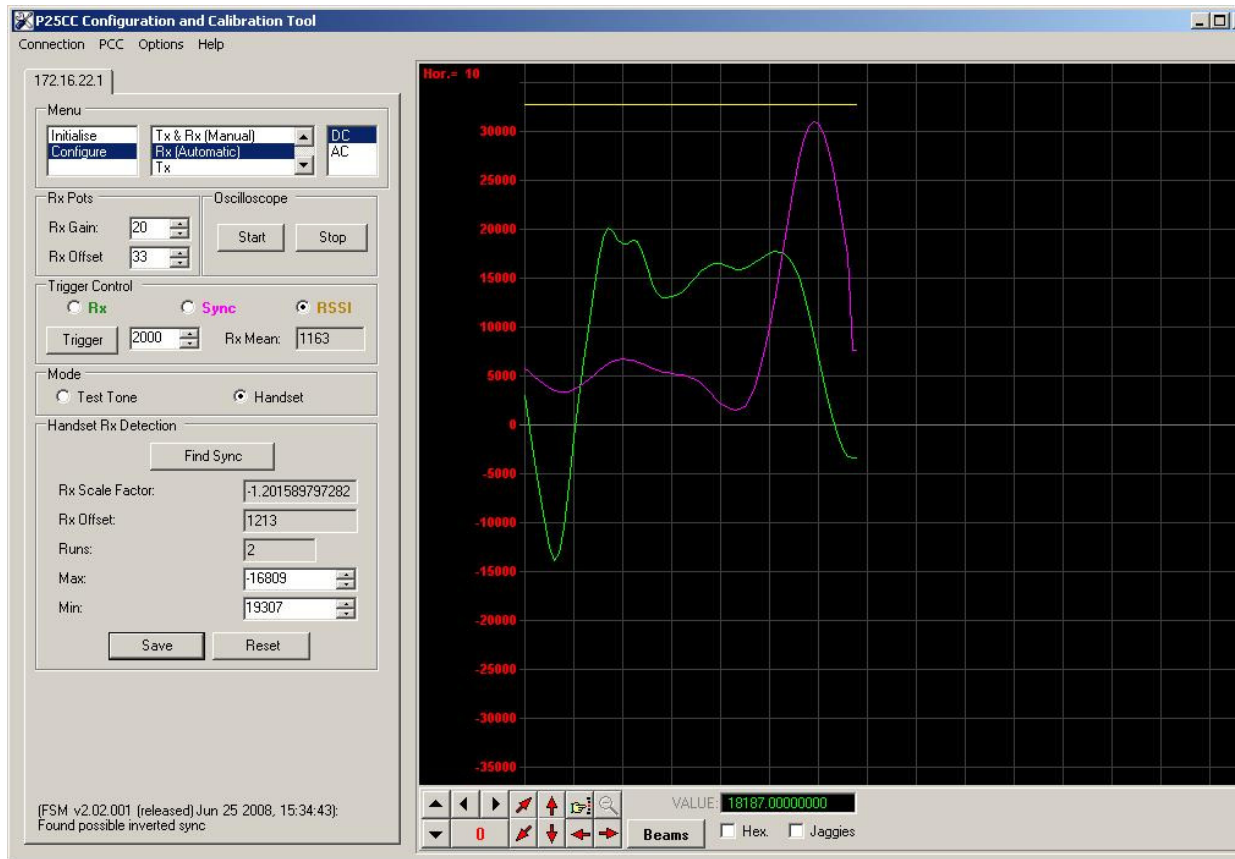 P25CC Configuration and Calibration Tool
Connection PCC Options Help
172.16.22.1
Menu
Initialise
Configure
Tx & Rx (Manual)
Rx (Automatic)
Tx
DC
AC
Rx Pots
Rx Gain: 20
Rx Offset 33
Oscilloscope
Start Stop
Trigger Control
Rx Sync RSSI
Trigger 2000 Rx Mean: 1163
Mode
Test Tone Handset
Handset Rx Detection
Find Sync
Rx Scale Factor: -1.201589797282
Rx Offset: 1213
Runs: 2
Max: -16809
Min: 19307
Save Reset
(FSM v2.02.001 (released) Jun 25 2008, 15:34:43):
Found possible inverted sync
Hor.= 10
30000
25000
20000
15000
10000
5000
0
-5000
-10000
-15000
-20000
-25000
-30000
-35000
VALUE: 18187.00000000
0 Beams Hex. Jaggies